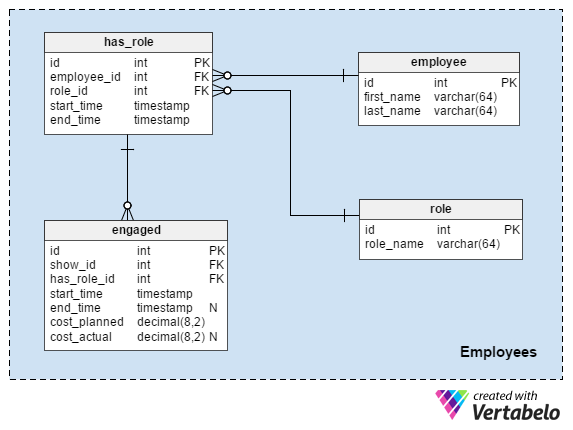 has_role
id int PK
employee_id int FK
role_id int FK
start_time timestamp
end_time timestamp
employee
id int PK
first_name varchar(64)
last_name varchar(64)
role
id int PK
role_name varchar(64)
engaged
id int PK
show_id int FK
has_role_id int FK
start_time timestamp
end_time timestamp N
cost_planned decimal(8,2)
cost_actual decimal(8,2) N
Employees
created with
Vertabelo